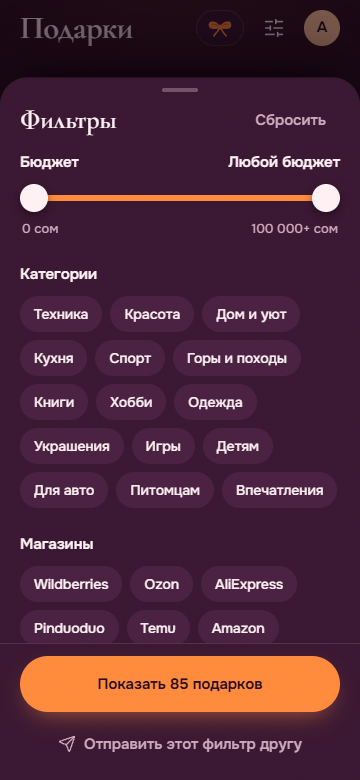 Подарки
А
Фильтры
Сбросить
Бюджет
Любой бюджет
0 сом
100 000+ сом
Категории
Техника
Красота
Дом и уют
Кухня
Спорт
Горы и походы
Книги
Хобби
Одежда
Украшения
Игры
Детям
Для авто
Питомцам
Впечатления
Магазины
Wildberries
Ozon
AliExpress
Pinduoduo
Temu
Amazon
Показать 85 подарков
Отправить этот фильтр другу